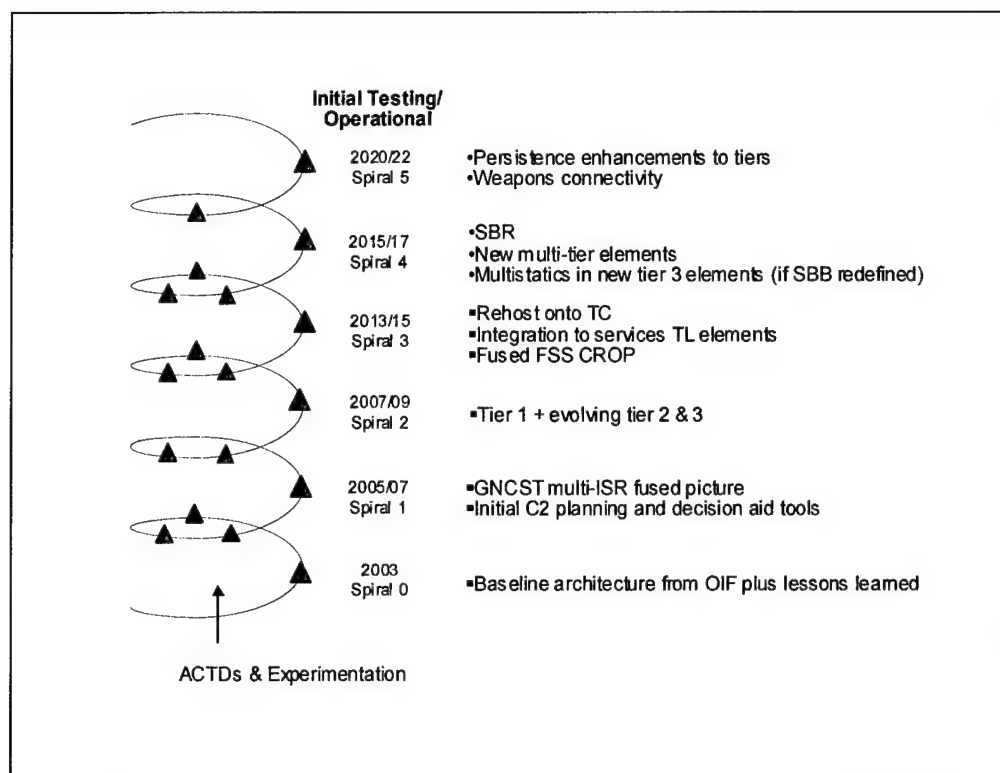 Initial Testing/
Operational
2020/22
Spiral 5
•Persistence enhancements to tiers
•Weapons connectivity
2015/17
Spiral 4
•SBR
•New multi-tier elements
•Multistatics in new tier 3 elements (if SBB redefined)
2013/15
Spiral 3
▪Rehost onto TC
▪Integration to services TL elements
▪Fused FSS CROP
2007/09
Spiral 2
▪Tier 1 + evolving tier 2 & 3
2005/07
Spiral 1
▪GNCST multi-ISR fused picture
▪Initial C2 planning and decision aid tools
2003
Spiral 0
▪Baseline architecture from OIF plus lessons learned
ACTDs & Experimentation